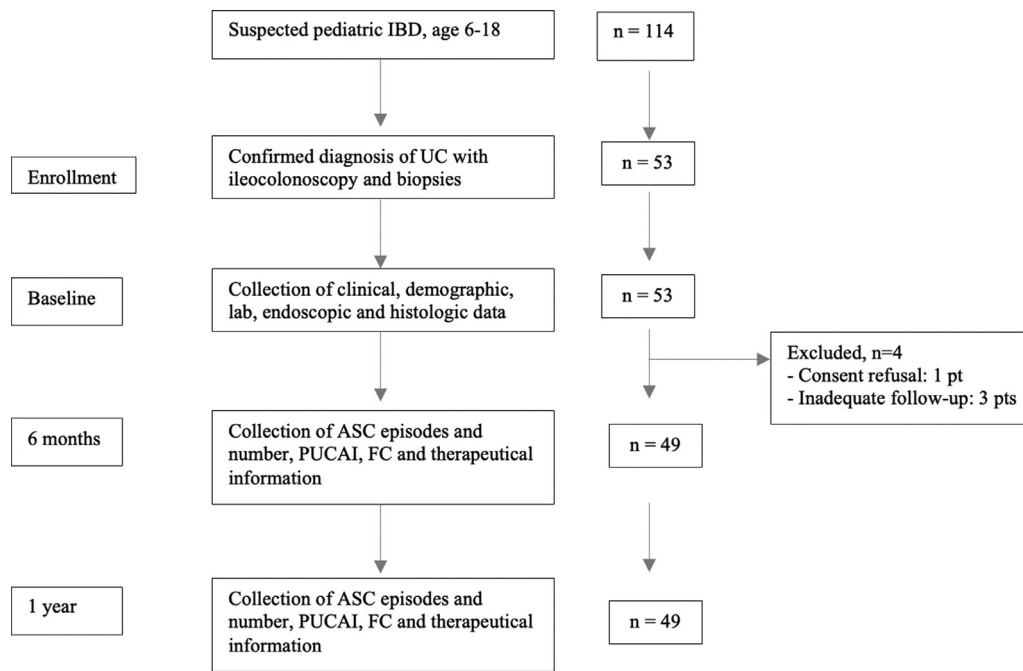 Suspected pediatric IBD, age 6-18
n = 114
Enrollment
Confirmed diagnosis of UC with
ileocolonoscopy and biopsies
n = 53
Baseline
Collection of clinical, demographic,
lab, endoscopic and histologic data
n = 53
Excluded, n=4
- Consent refusal: 1 pt
- Inadequate follow-up: 3 pts
6 months
Collection of ASC episodes and
number, PUCAI, FC and therapeutical
information
n = 49
1 year
Collection of ASC episodes and
number, PUCAI, FC and therapeutical
information
n = 49